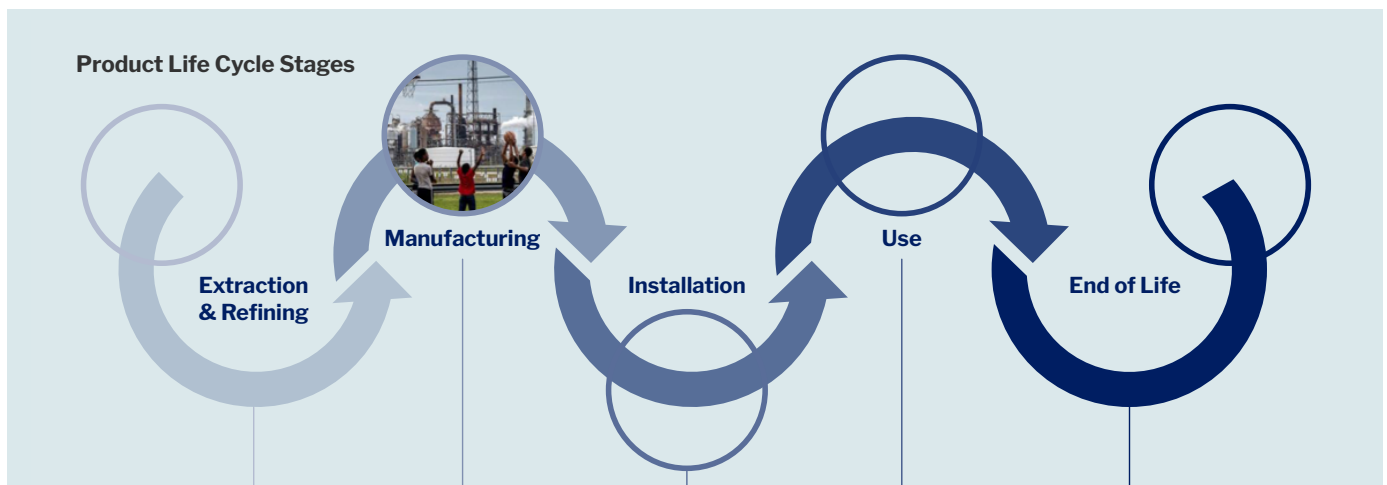 Product Life Cycle Stages
Extraction
& Refining
Manufacturing
Installation
Use
End of Life